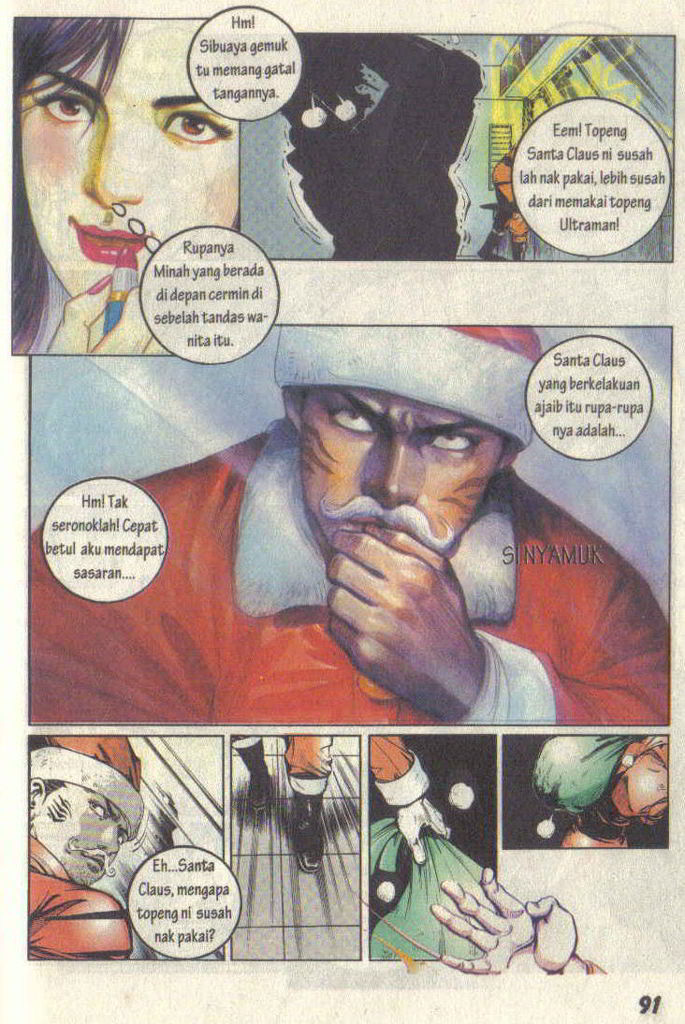 Hm!
Sibuaya gemuk
tu memang gatal
tangannya.
Eem! Topeng
Santa Claus ni susah
lah nak pakai, lebih susah
dari memakai topeng
Ultraman!
Rupanya
Minah yang berada
di depan cermin di
sebelah tandas wa-
nita itu.
Santa Claus
yang berkelakuan
ajaib itu rupa-rupa
nya adalah...
Hm! Tak
seronoklah! Cepat
betul aku mendapat
sasaran....
SI NYAMUK
Eh...Santa
Claus, mengapa
topeng ni susah
nak pakai?
91